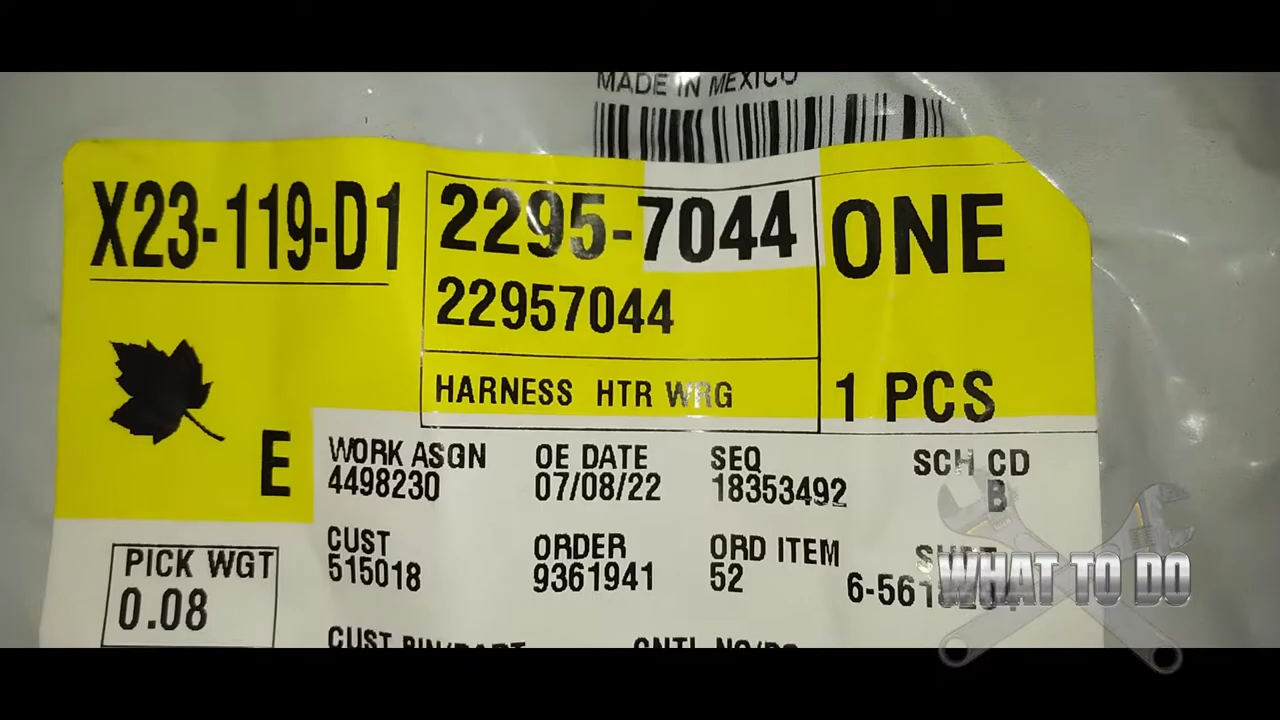 MADE IN MEXICO
X23-119-D1
2295-7044
22957044
HARNESS HTR WRG
ONE
1 PCS
E
WORK ASGN
4498230
OE DATE
07/08/22
SEQ
18353492
SCH CD
B
PICK WGT
0.08
CUST
515018
ORDER
9361941
ORD ITEM
52
WHAT TO DO